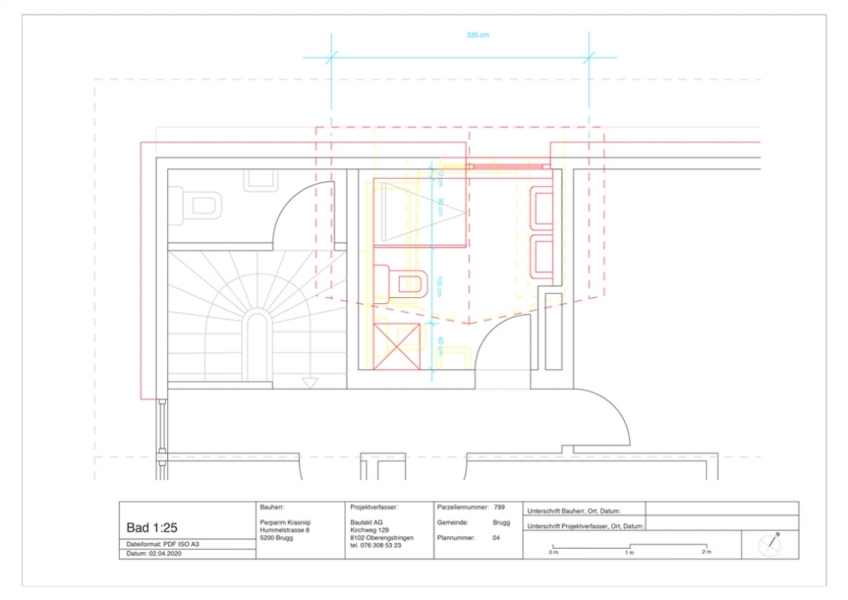 335 cm
12 cm
90 cm
100 cm
60 cm
Bad 1:25
Dateiformat: PDF ISO A3
Datum: 02.04.2020
Bauherr:
Perparim Krasniqi
Hummelstrasse 8
5200 Brugg
Projektverfasser:
Bautakt AG
Kirchweg 129
8102 Oberengstringen
tel. 076 308 53 23
Parzellennummer: 799
Gemeinde: Brugg
Plannummer: 04
Unterschrift Bauherr, Ort, Datum:
Unterschrift Projektverfasser, Ort, Datum:
0 m 1 m 2 m
N